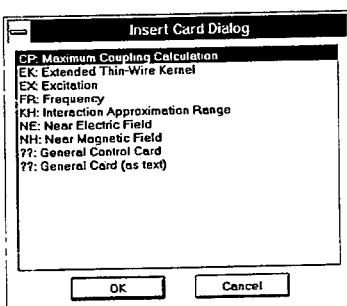 Insert Card Dialog
CP: Maximum Coupling Calculation
EK: Extended Thin-Wire Kernel
EX: Excitation
FR: Frequency
KH: Interaction Approximation Range
NE: Near Electric Field
NH: Near Magnetic Field
??: General Control Card
??: General Card (as text)
OK
Cancel